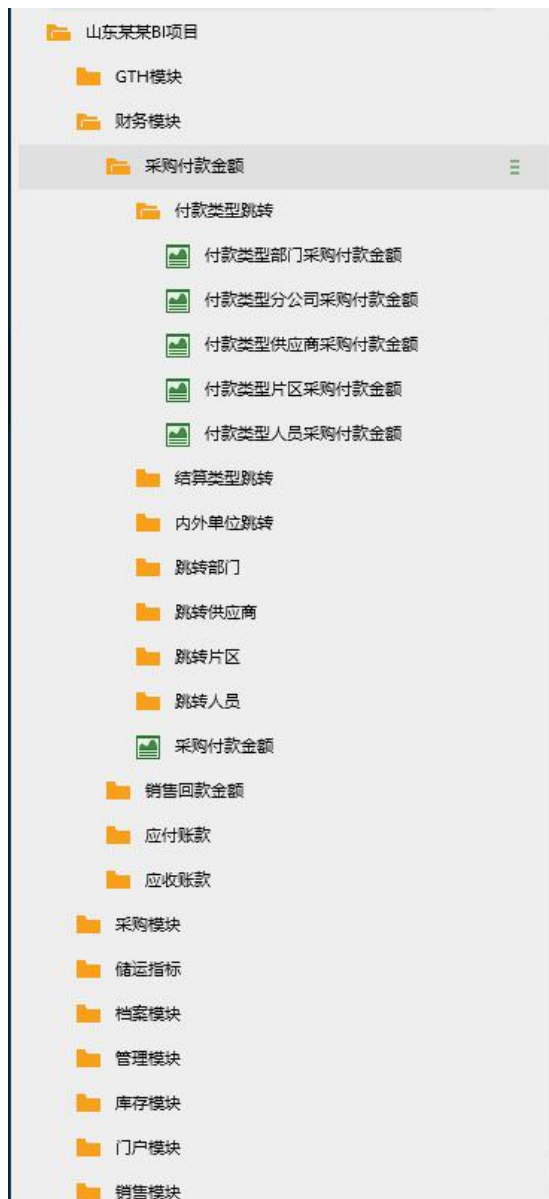 山东某某BI项目
GTH模块
财务模块
采购付款金额
付款类型跳转
付款类型部门采购付款金额
付款类型分公司采购付款金额
付款类型供应商采购付款金额
付款类型片区采购付款金额
付款类型人员采购付款金额
结算类型跳转
内外单位跳转
跳转部门
跳转供应商
跳转片区
跳转人员
采购付款金额
销售回款金额
应付账款
应收账款
采购模块
储运指标
档案模块
管理模块
库存模块
门户模块
销售模块